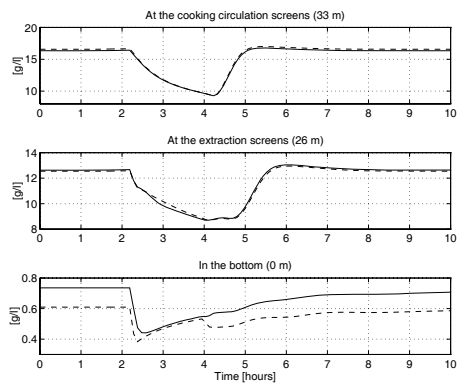 At the cooking circulation screens (33 m)
20
15
10
[g/l]
0 1 2 3 4 5 6 7 8 9 10
At the extraction screens (26 m)
14
12
10
8
[g/l]
0 1 2 3 4 5 6 7 8 9 10
In the bottom (0 m)
0.8
0.6
0.4
[g/l]
0 1 2 3 4 5 6 7 8 9 10
Time [hours]